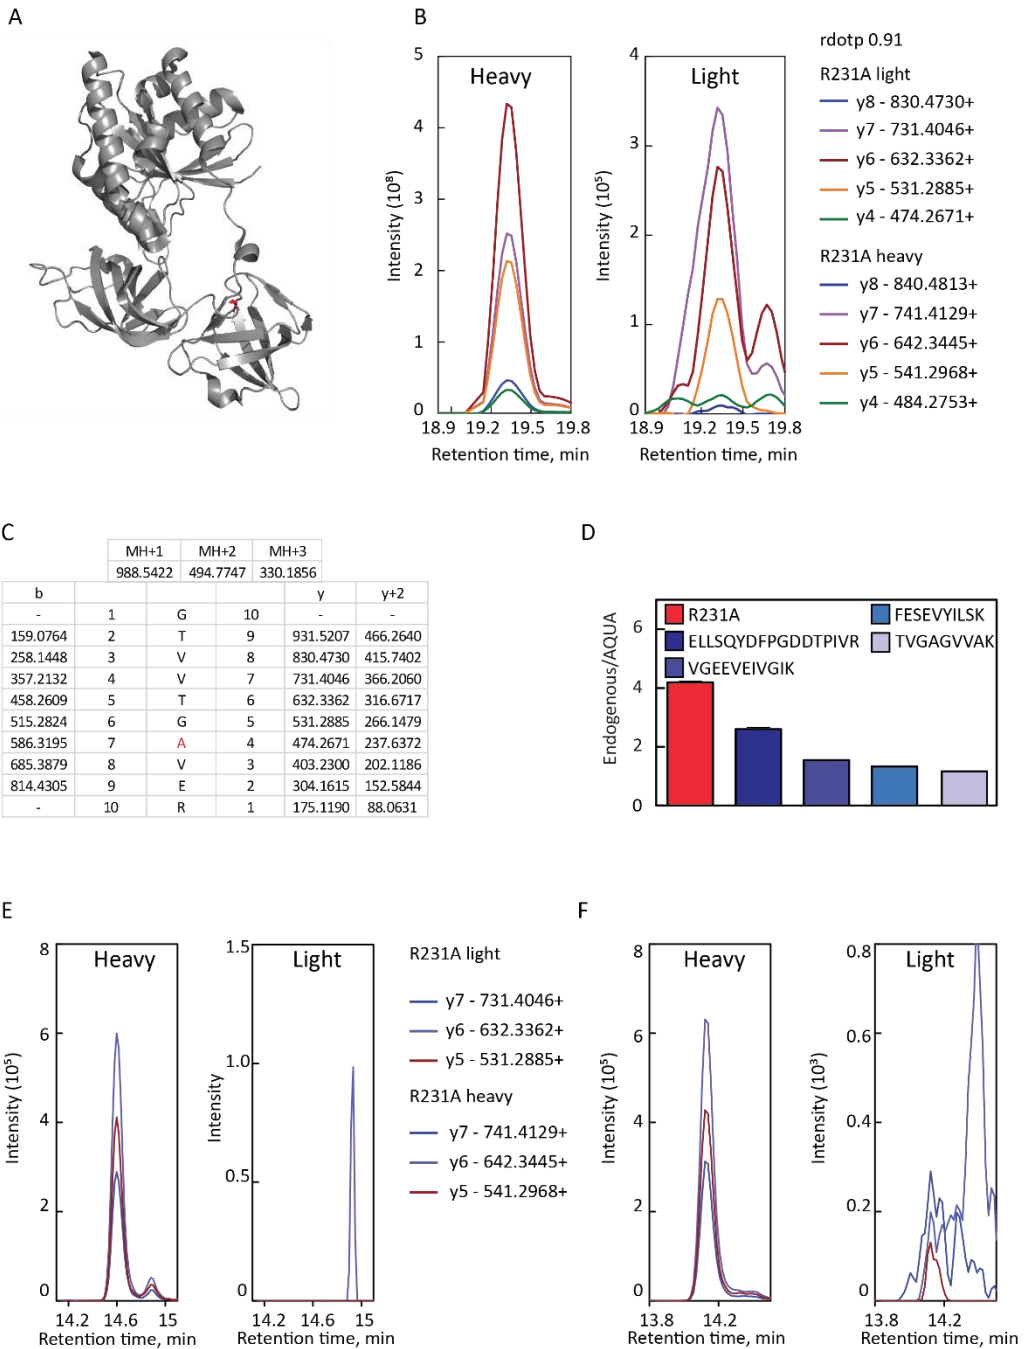 A
B
Heavy
Light
5
4
3
2
1
0
Intensity (10⁸)
18.9 19.2 19.5 19.8
Retention time, min
4
3
2
1
0
Intensity (10⁵)
18.9 19.2 19.5 19.8
Retention time, min
rdotp 0.91
R231A light
y8 - 830.4730+
y7 - 731.4046+
y6 - 632.3362+
y5 - 531.2885+
y4 - 474.2671+
R231A heavy
y8 - 840.4813+
y7 - 741.4129+
y6 - 642.3445+
y5 - 541.2968+
y4 - 484.2753+
C
MH+1 MH+2 MH+3
988.5422 494.7747 330.1856
b y y+2
- 1 G 10 - -
159.0764 2 T 9 931.5207 466.2640
258.1448 3 V 8 830.4730 415.7402
357.2132 4 V 7 731.4046 366.2060
458.2609 5 T 6 632.3362 316.6717
515.2824 6 G 5 531.2885 266.1479
586.3195 7 A 4 474.2671 237.6372
685.3879 8 V 3 403.2300 202.1186
814.4305 9 E 2 304.1615 152.5844
- 10 R 1 175.1190 88.0631
D
Endogenous/AQUA
6
4
2
0
R231A
ELLSQYDFPGDDTPIVR
VGEEVEIVGIK
FESEVYILSK
TVGAGVVAK
E
Heavy
8
6
4
2
0
Intensity (10⁵)
14.2 14.6 15
Retention time, min
Light
1.5
1.0
0.5
0
Intensity
14.2 14.6 15
Retention time, min
R231A light
y7 - 731.4046+
y6 - 632.3362+
y5 - 531.2885+
R231A heavy
y7 - 741.4129+
y6 - 642.3445+
y5 - 541.2968+
F
Heavy
8
6
4
2
0
Intensity (10⁵)
13.8 14.2
Retention time, min
Light
0.8
0.6
0.4
0.2
0
Intensity (10³)
13.8 14.2
Retention time, min